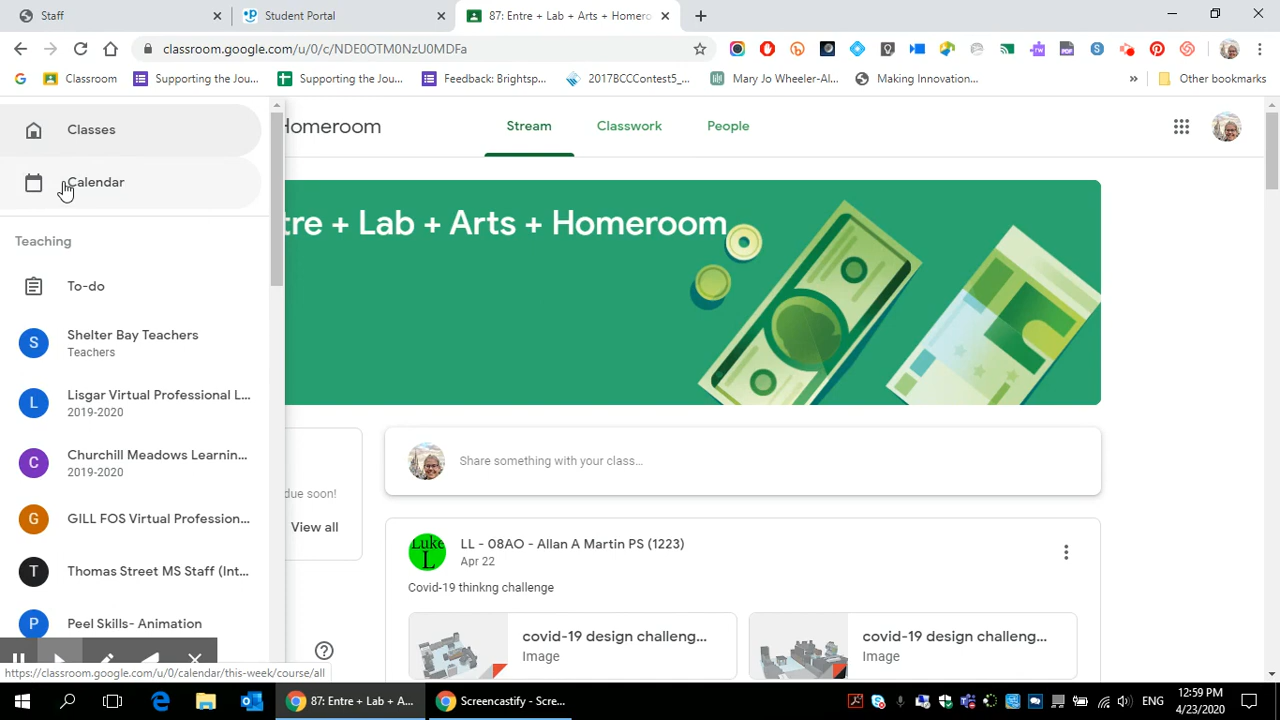 Staff
Student Portal
87: Entre + Lab + Arts + Homeroo
classroom.google.com/u/0/c/NDE0OTM0NzU0MDFa
Classroom
Supporting the Jou...
Supporting the Jou...
Feedback: Brightsp...
2017BCCContest5_...
Mary Jo Wheeler-Al...
Making Innovation...
»
Other bookmarks
Classes
Calendar
Teaching
To-do
S
Shelter Bay Teachers
Teachers
L
Lisgar Virtual Professional L...
2019-2020
C
Churchill Meadows Learnin...
2019-2020
G
GILL FOS Virtual Profession...
T
Thomas Street MS Staff (Int...
P
Peel Skills- Animation
Homeroom
Stream
Classwork
People
tre + Lab + Arts + Homeroom
due soon!
View all
Share something with your class...
Luke L
LL - 08AO - Allan A Martin PS (1223)
Apr 22
Covid-19 thinkng challenge
covid-19 design challeng...
Image
covid-19 design challeng...
Image
https://classroom.google.com/u/0/calendar/this-week/course/all
87: Entre + Lab + A...
Screencastify - Scre...
ENG
12:59 PM
4/23/2020